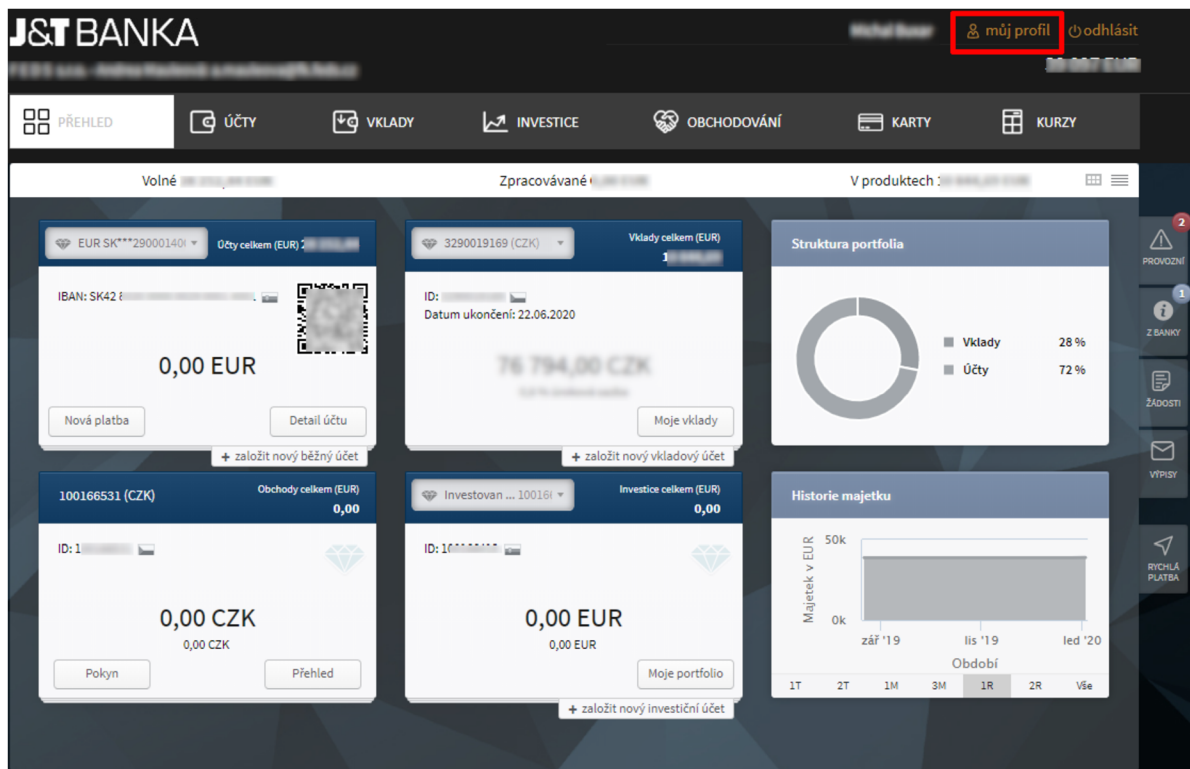 J&T BANKA
můj profil
odhlásit
PŘEHLED
ÚČTY
VKLADY
INVESTICE
OBCHODOVÁNÍ
KARTY
KURZY
Volné
Zpracovávané
V produktech
EUR SK***29000140
Účty celkem (EUR)
IBAN: SK42
0,00 EUR
Nová platba
Detail účtu
+ založit nový běžný účet
3290019169 (CZK)
Vklady celkem (EUR)
ID:
Datum ukončení: 22.06.2020
Moje vklady
+ založit nový vkladový účet
Struktura portfolia
Vklady 28 %
Účty 72 %
100166531 (CZK)
Obchody celkem (EUR)
0,00
ID: 1
0,00 CZK
0,00 CZK
Pokyn
Přehled
Investovan ... 10016
Investice celkem (EUR)
0,00
ID:
0,00 EUR
0,00 EUR
Moje portfolio
+ založit nový investiční účet
Historie majetku
Majetek v EUR
50k
0k
zář '19
lis '19
led '20
Období
1T 2T 1M 3M 1R 2R Vše
2
PROVOZNÍ
1
Z BANKY
ŽÁDOSTI
VÝPISY
RYCHLÁ
PLATBA